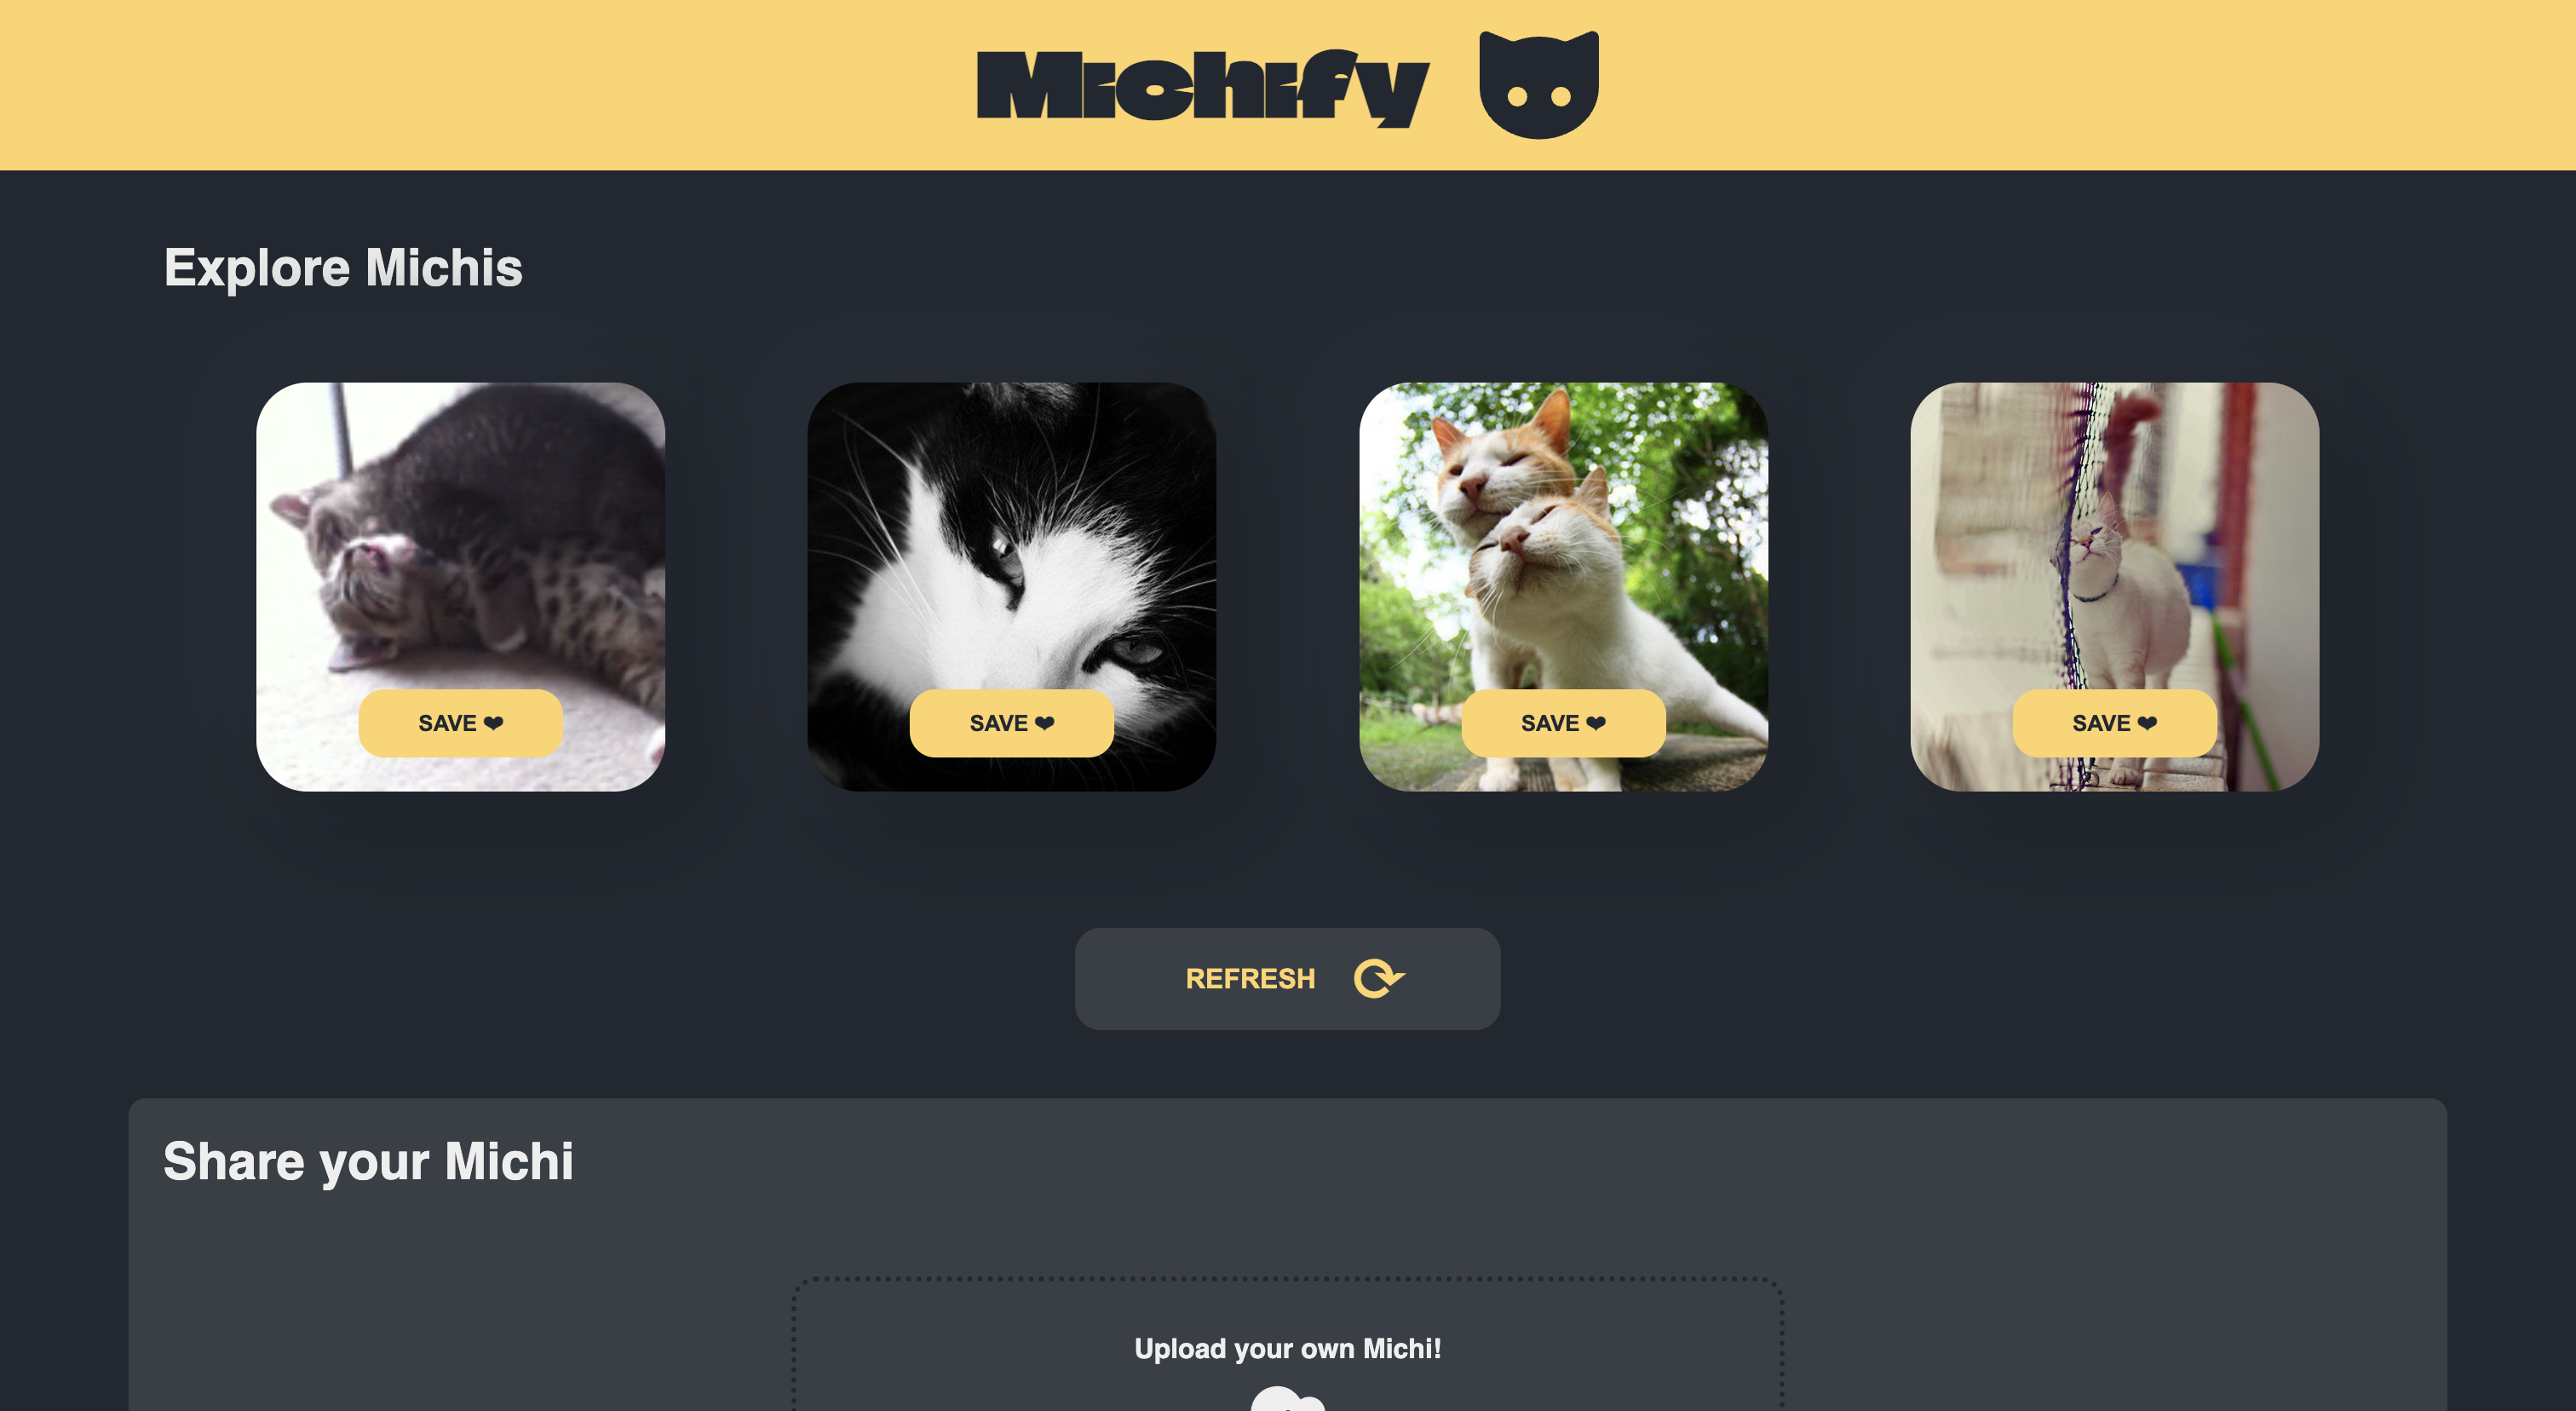 Michify
Explore Michis
SAVE ❤
SAVE ❤
SAVE ❤
SAVE ❤
REFRESH ⟳
Share your Michi
Upload your own Michi!